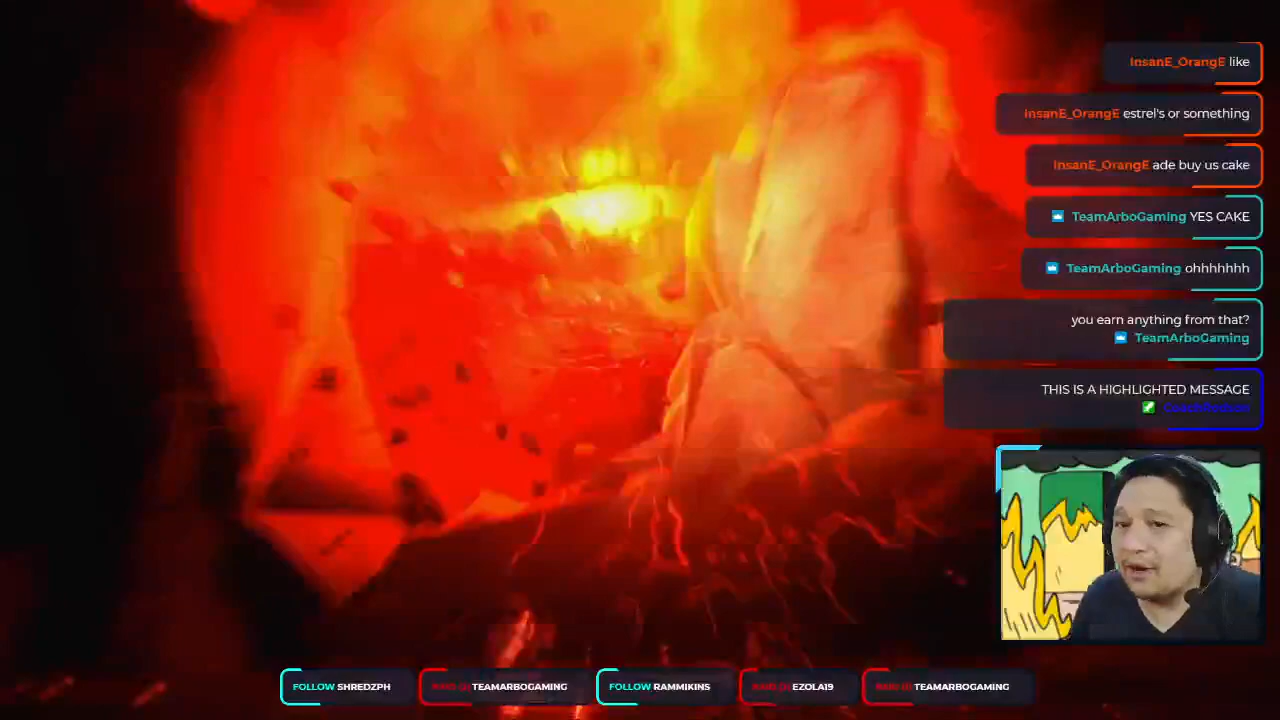 InsanE_OrangE like
InsanE_OrangE estrel's or something
InsanE_OrangE ade buy us cake
TeamArboGaming YES CAKE
TeamArboGaming ohhhhhhh
you earn anything from that?
TeamArboGaming
THIS IS A HIGHLIGHTED MESSAGE
FOLLOW SHREDZPH
TEAMARBOGAMING
FOLLOW RAMMIKINS
EZOLA19
TEAMARBOGAMING